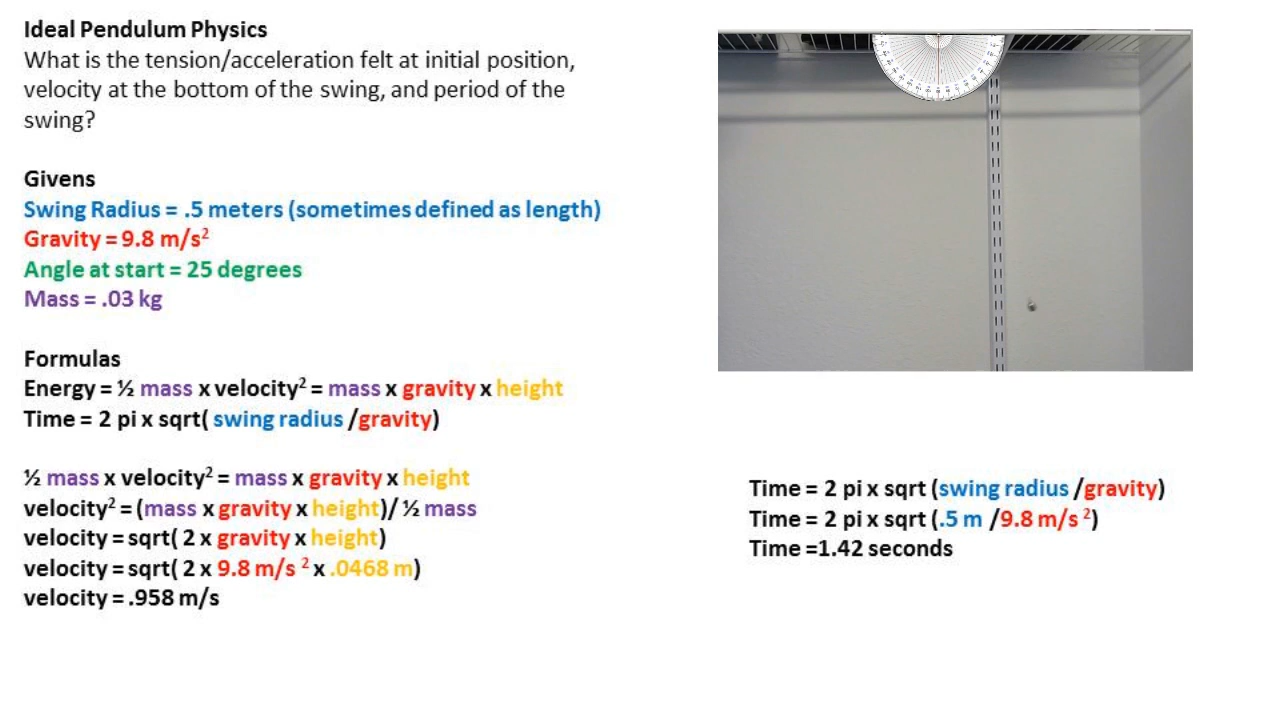 Ideal Pendulum Physics
What is the tension/acceleration felt at initial position,
velocity at the bottom of the swing, and period of the
swing?
Givens
Swing Radius = .5 meters (sometimes defined as length)
Gravity = 9.8 m/s²
Angle at start = 25 degrees
Mass = .03 kg
Formulas
Energy = ½ mass x velocity² = mass x gravity x height
Time = 2 pi x sqrt( swing radius /gravity)
½ mass x velocity² = mass x gravity x height
velocity² = (mass x gravity x height)/ ½ mass
velocity = sqrt( 2 x gravity x height)
velocity = sqrt( 2 x 9.8 m/s ² x .0468 m)
velocity = .958 m/s
Time = 2 pi x sqrt (swing radius /gravity)
Time = 2 pi x sqrt (.5 m /9.8 m/s ²)
Time =1.42 seconds